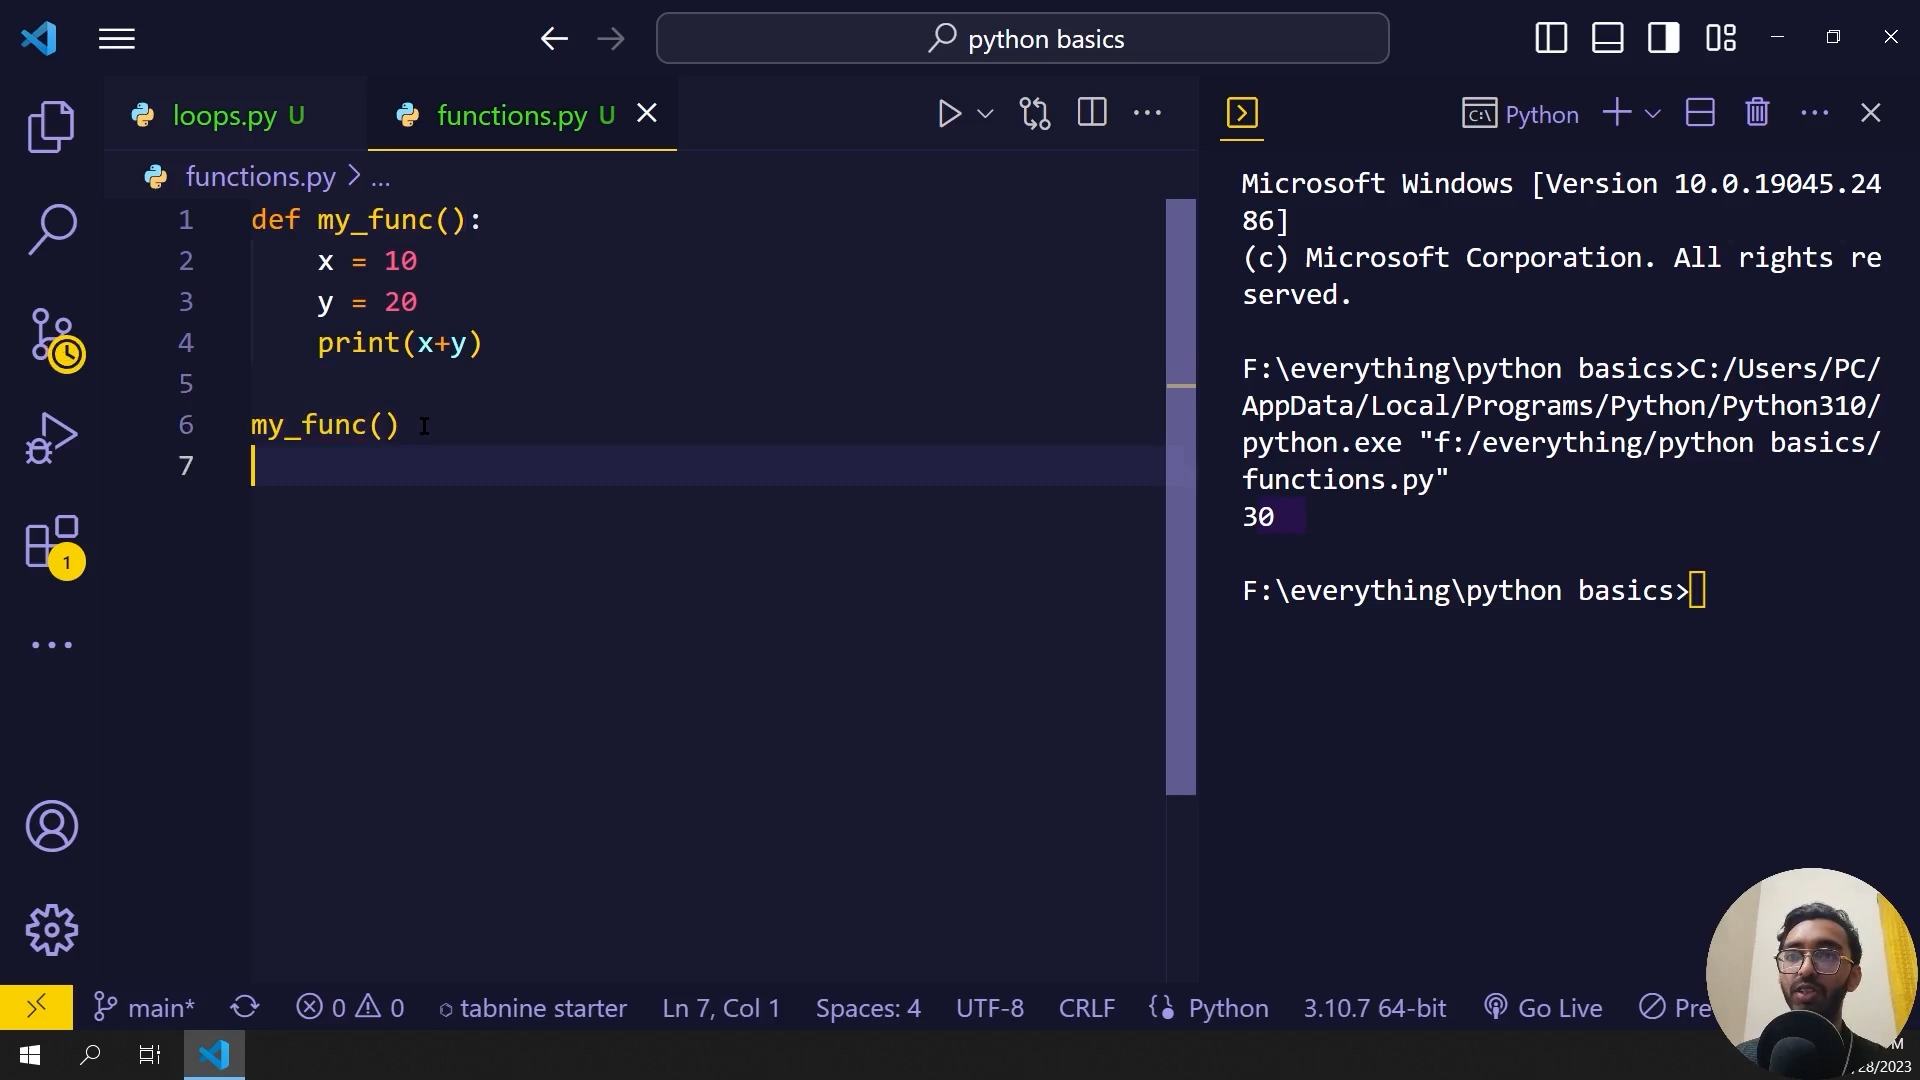 python basics
loops.py U
functions.py U
Python
functions.py > ...
1 def my_func():
2     x = 10
3     y = 20
4     print(x+y)
5
6 my_func()
7
Microsoft Windows [Version 10.0.19045.24
86]
(c) Microsoft Corporation. All rights re
served.
F:\everything\python basics>C:/Users/PC/
AppData/Local/Programs/Python/Python310/
python.exe "f:/everything/python basics/
functions.py"
30
F:\everything\python basics>
1
main* 0 0 tabnine starter Ln 7, Col 1 Spaces: 4 UTF-8 CRLF Python 3.10.7 64-bit Go Live Pre
M
28/2023